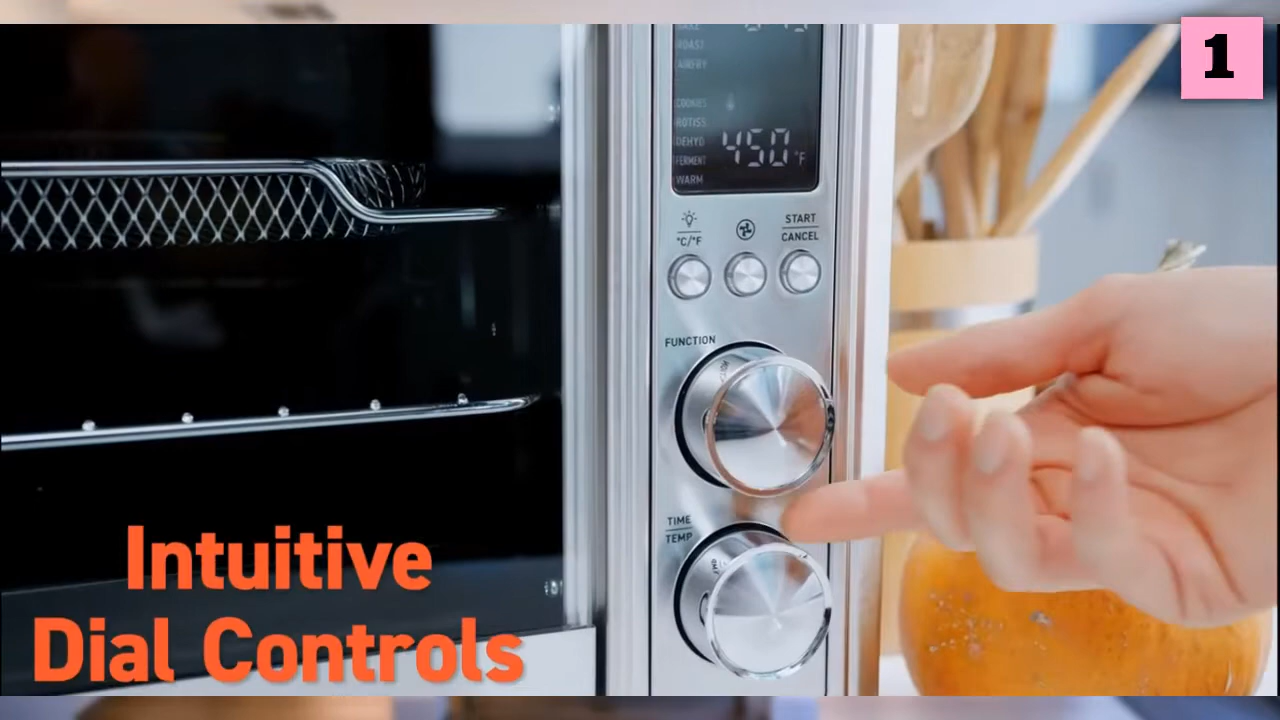 1
ROAST
AIRFRY
COOKIES
ROTISS
DEHYD
FERMENT
WARM
450 °F
°C/°F
START
CANCEL
FUNCTION
TIME
TEMP
Intuitive
Dial Controls